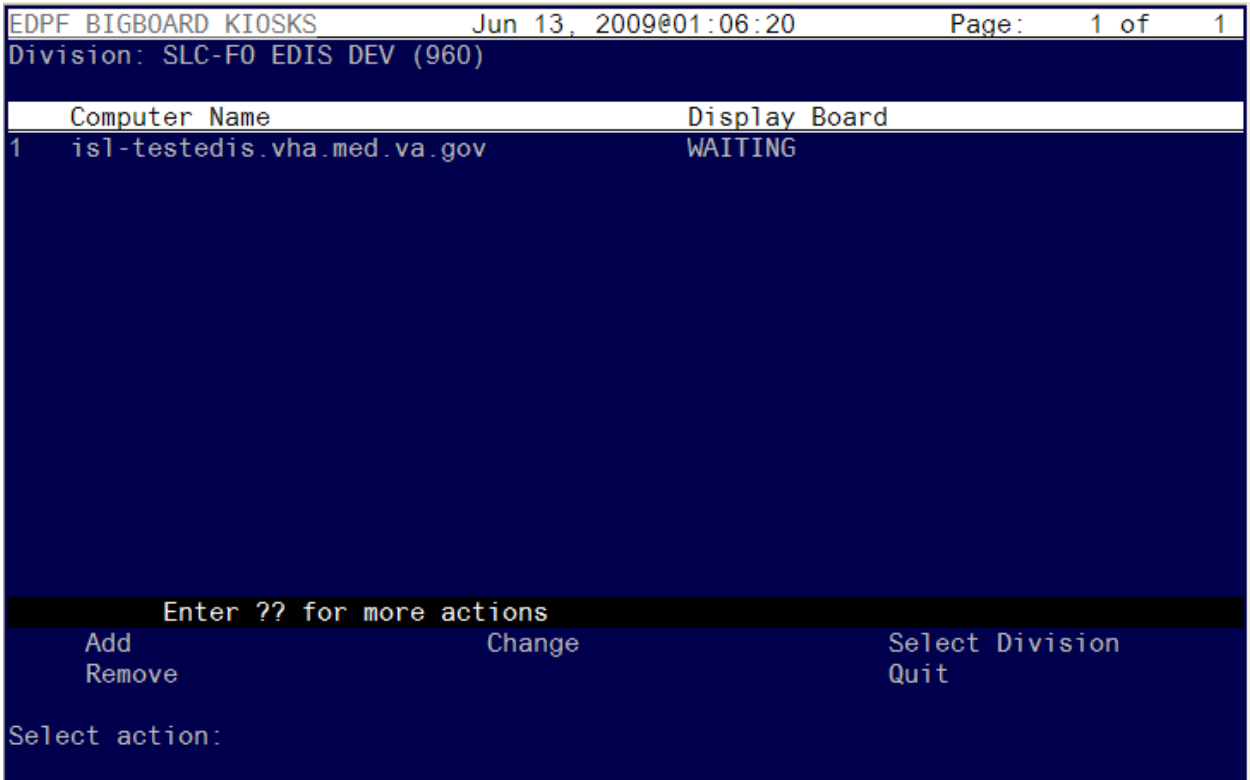 EDPF BIGBOARD KIOSKS Jun 13, 2009@01:06:20 Page: 1 of 1
Division: SLC-FO EDIS DEV (960)
Computer Name Display Board
1 isl-testedis.vha.med.va.gov WAITING
Enter ?? for more actions
Add Change Select Division
Remove Quit
Select action: